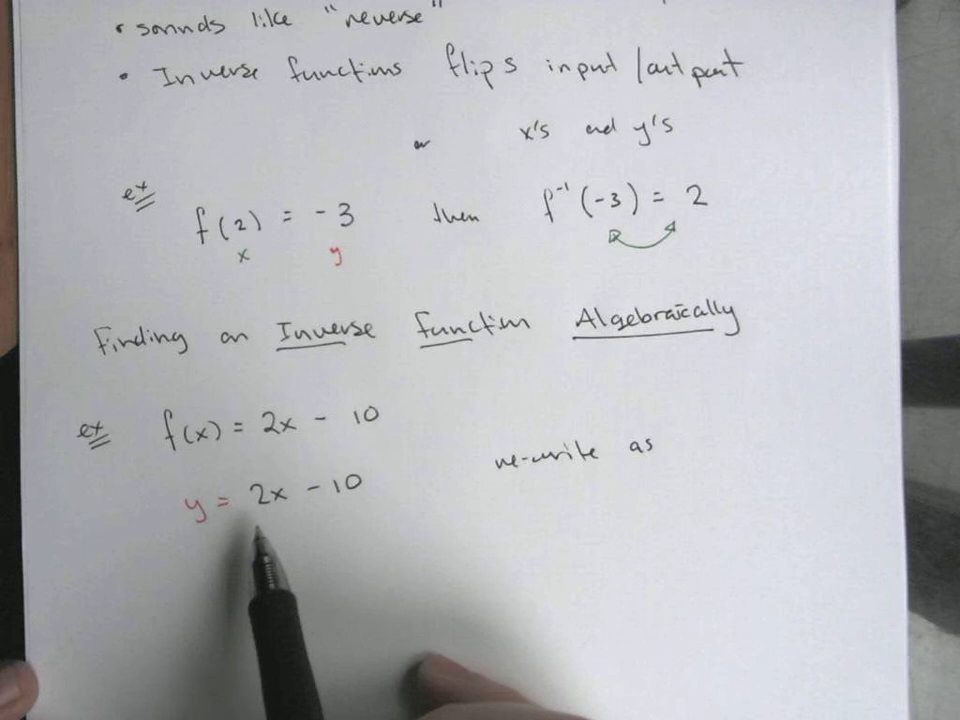 • sounds like "reverse"
• Inverse functions flips input/output
or x's and y's
ex f(2) = -3 then f⁻¹(-3) = 2
x y
Finding an Inverse Function Algebraically
ex f(x) = 2x - 10
re-write as
y = 2x - 10